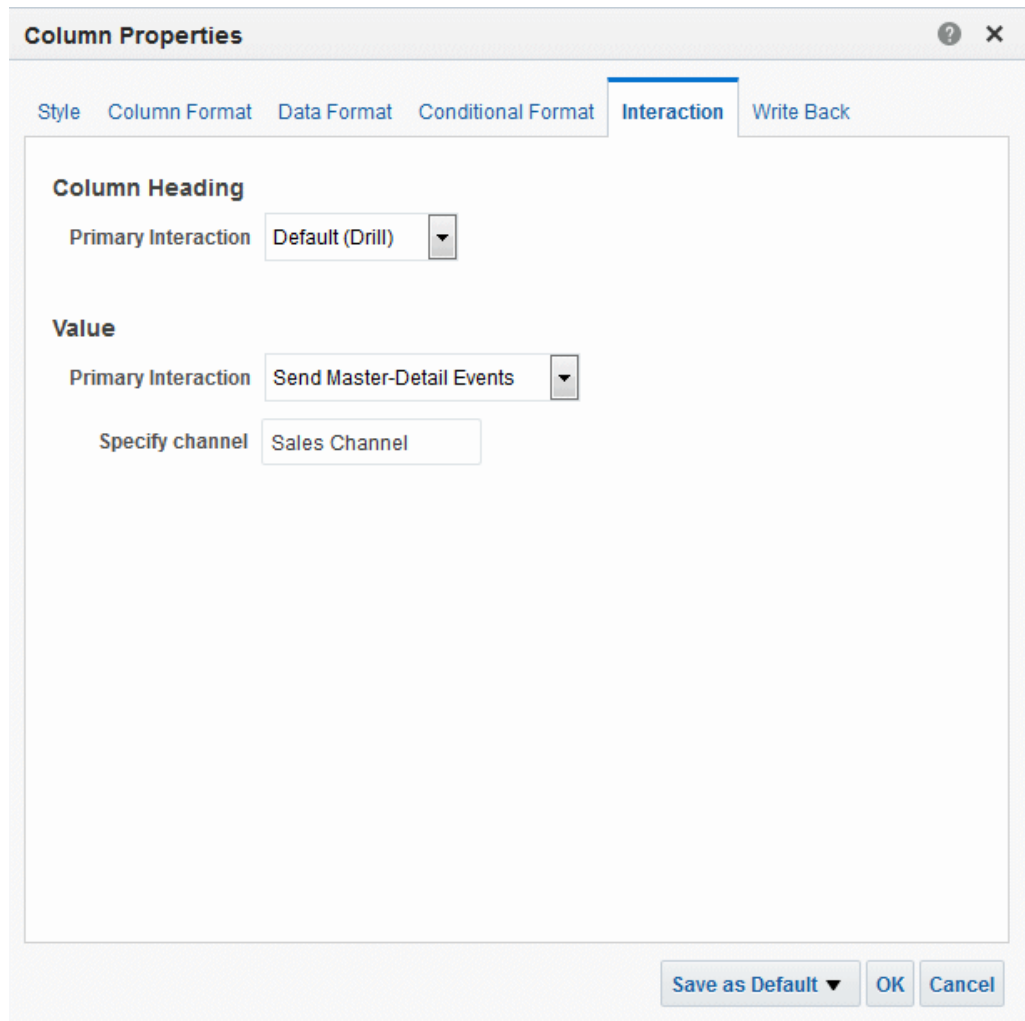 Column Properties
Style Column Format Data Format Conditional Format Interaction Write Back
Column Heading
Primary Interaction Default (Drill)
Value
Primary Interaction Send Master-Detail Events
Specify channel Sales Channel
Save as Default OK Cancel